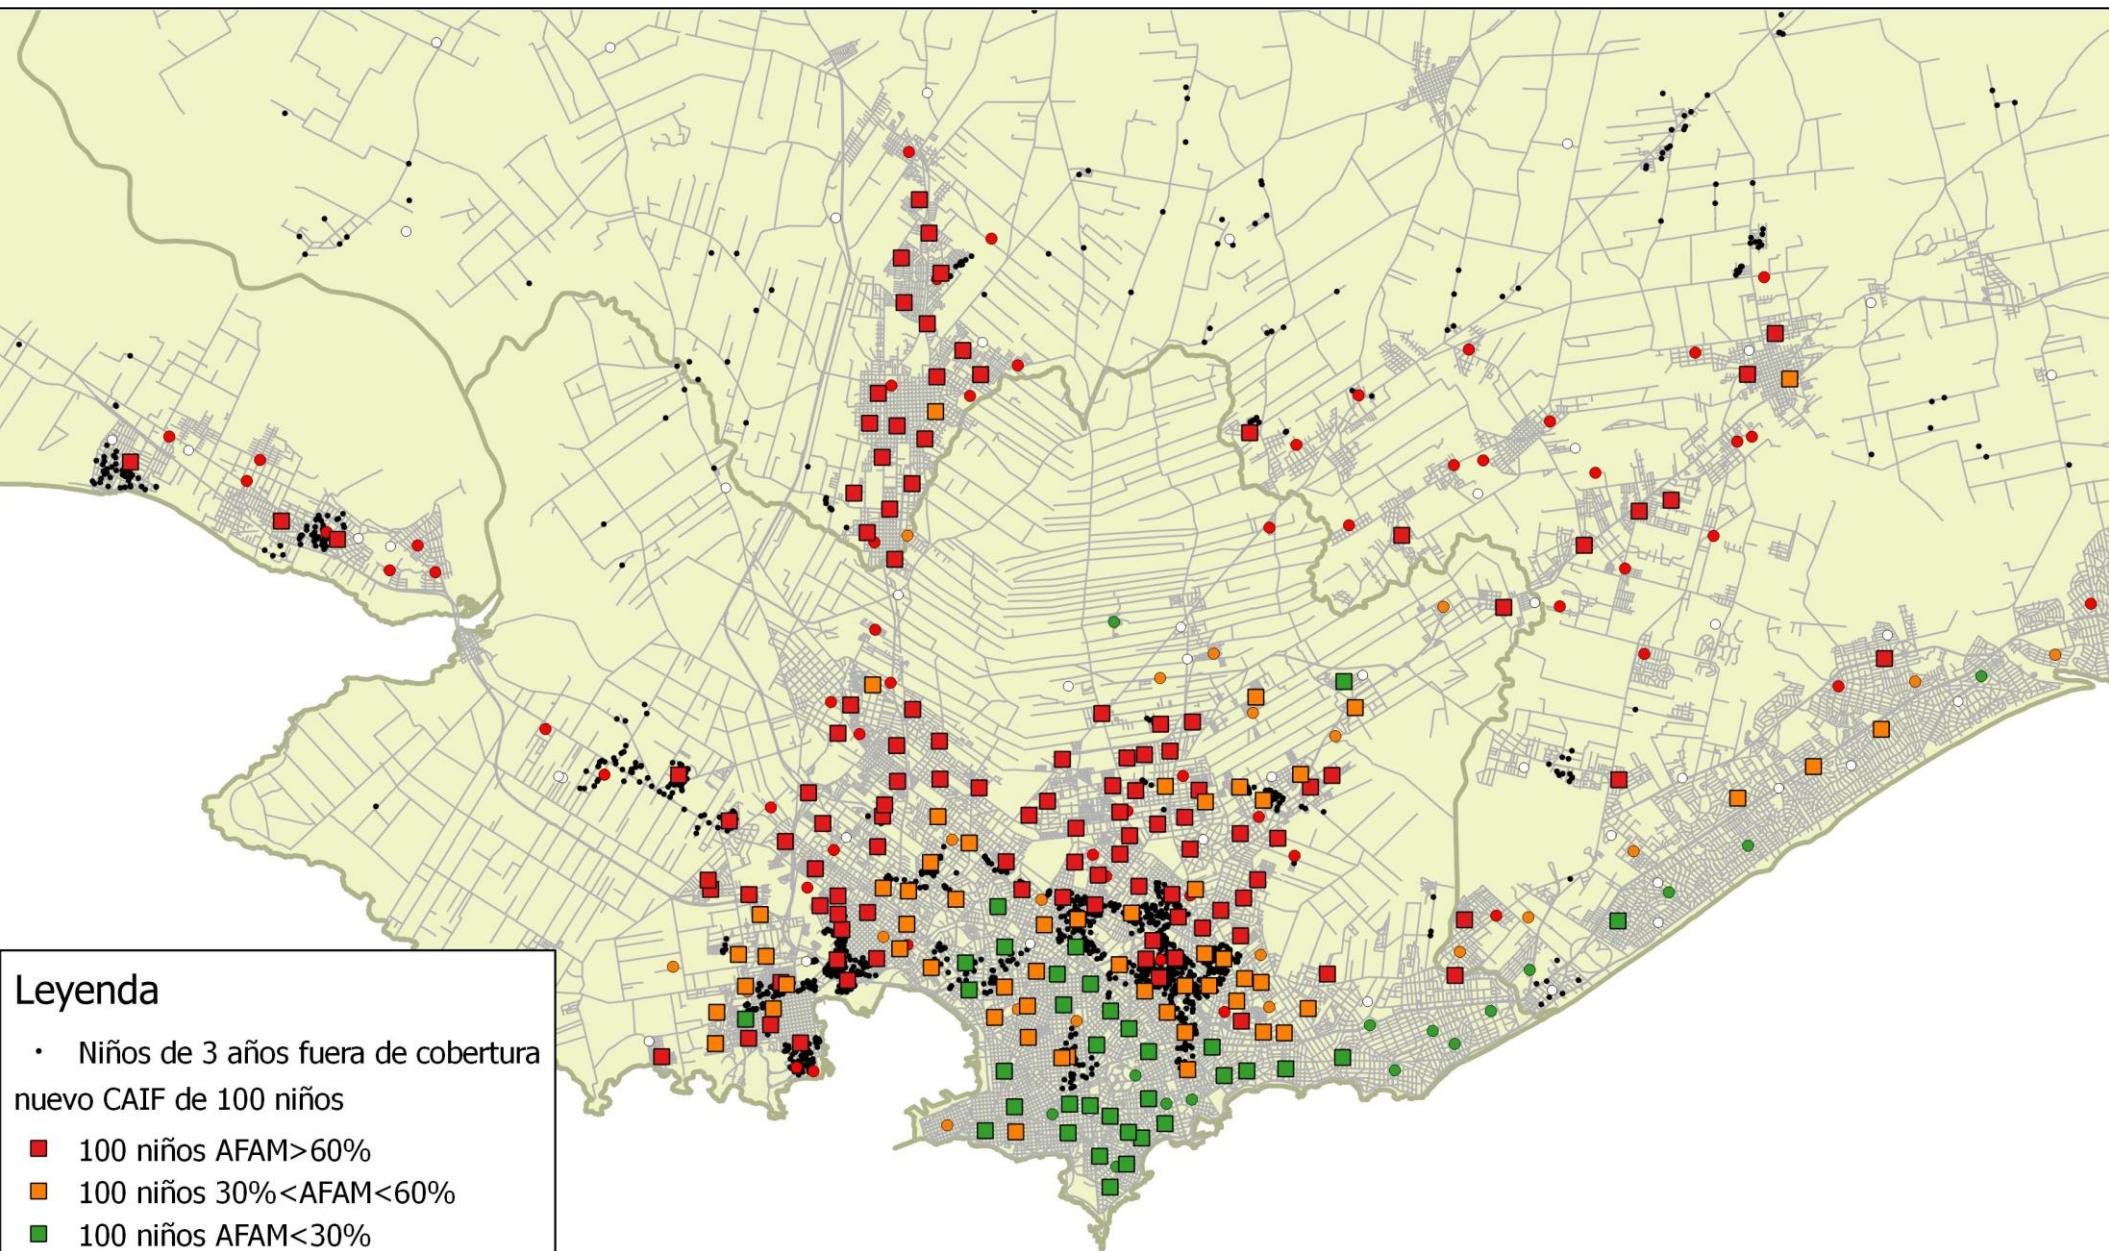 Leyenda
Niños de 3 años fuera de cobertura
nuevo CAIF de 100 niños
100 niños AFAM>60%
100 niños 30%<AFAM<60%
100 niños AFAM<30%